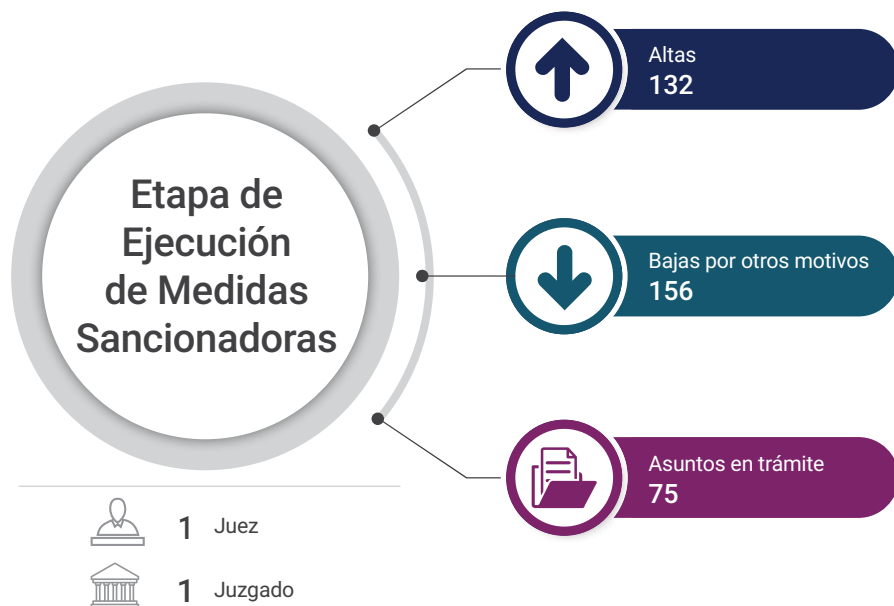 Etapa de
Ejecución
de Medidas
Sancionadoras
1 Juez
1 Juzgado
Altas
132
Bajas por otros motivos
156
Asuntos en trámite
75